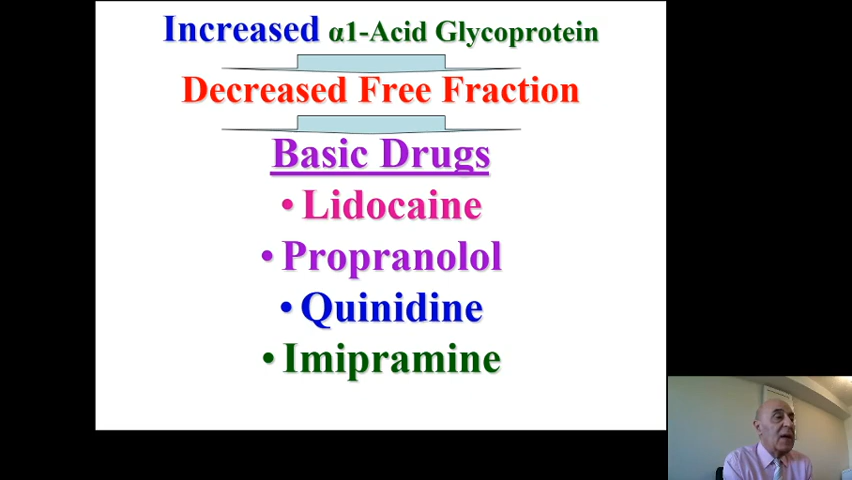 Increased α1-Acid Glycoprotein
Decreased Free Fraction
Basic Drugs
• Lidocaine
• Propranolol
• Quinidine
• Imipramine